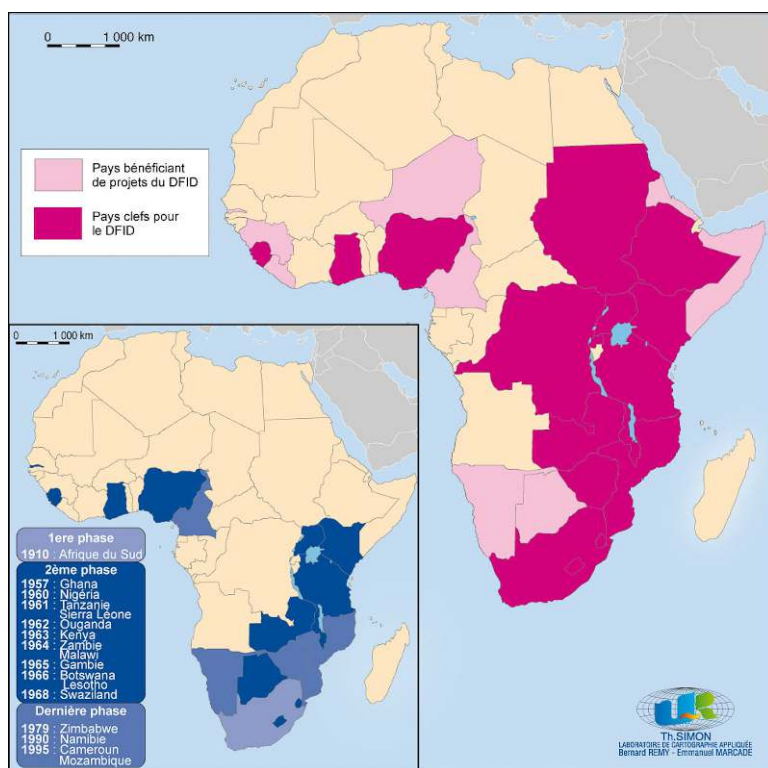 0 1 000 km
Pays bénéficiant
de projets du DFID
Pays clefs pour
le DFID
0 1 000 km
1ere phase
1910 : Afrique du Sud
2ème phase
1957 : Ghana
1960 : Nigéria
1961 : Tanzanie
Sierra Léone
1962 : Ouganda
1963 : Kenya
1964 : Zambie
Malawi
1965 : Gambie
1966 : Botswana
Lesotho
1968 : Swaziland
Dernière phase
1979 : Zimbabwe
1990 : Namibie
1995 : Cameroun
Mozambique
Th.SIMON
LABORATOIRE DE CARTOGRAPHIE APPLIQUÉE
Bernard REMY - Emmanuel MARCADE